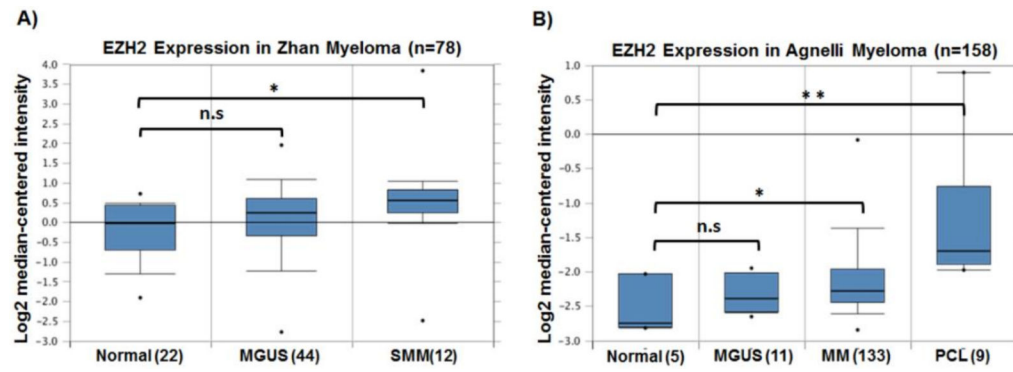 A)
EZH2 Expression in Zhan Myeloma (n=78)
Log2 median-centered intensity
4.0
3.5
3.0
2.5
2.0
1.5
1.0
0.5
0.0
-0.5
-1.0
-1.5
-2.0
-2.5
-3.0
*
n.s
Normal (22) MGUS (44) SMM(12)
B)
EZH2 Expression in Agnelli Myeloma (n=158)
Log2 median-centered intensity
1.0
0.5
0.0
-0.5
-1.0
-1.5
-2.0
-2.5
-3.0
**
*
n.s
Normal (5) MGUS (11) MM (133) PCL (9)